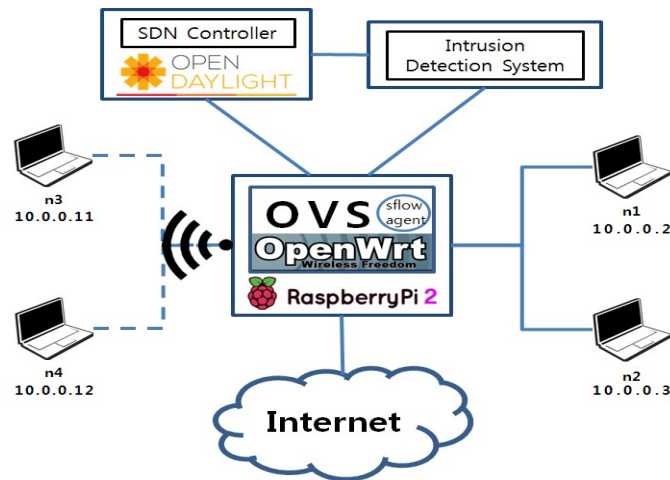 SDN Controller
OPEN
DAYLIGHT
Intrusion
Detection System
n3
10.0.0.11
OVS
sflow
agent
OpenWrt
Wireless Freedom
RaspberryPi 2
n1
10.0.0.2
n4
10.0.0.12
n2
10.0.0.3
Internet